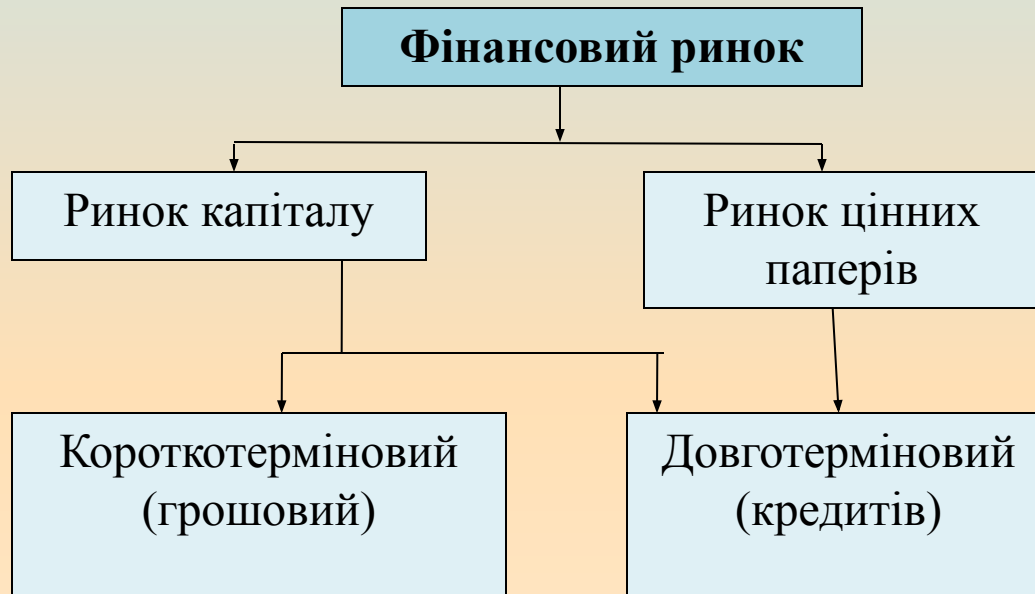 Фінансовий ринок
Ринок капіталу
Ринок цінних
паперів
Короткотерміновий
(грошовий)
Довготерміновий
(кредитів)